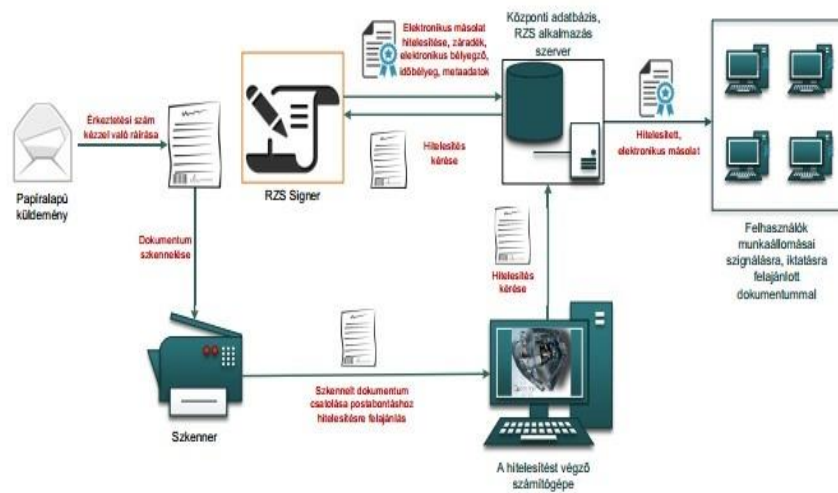 Elektronikus másolat
hitelesítése, záradék,
elektronikus bélyegző,
időbélyeg, metaadatok
Központi adatbázis,
RZS alkalmazás
szerver
Érkeztetési szám
kézzel való ráírása
Papíralapú
küldemény
RZS Signer
Hitelesítés
kérése
Hitelesített,
elektronikus másolat
Felhasználók
munkaállomásai
szignálásra, iktatásra
felajánlott
dokumentummal
Dokumentum
szkennelése
Hitelesítés
kérése
Szkennelt dokumentum
csatolása postabontáshoz
hitelesítésre felajánlás
Szkenner
A hitelesítést végző
számítógépe